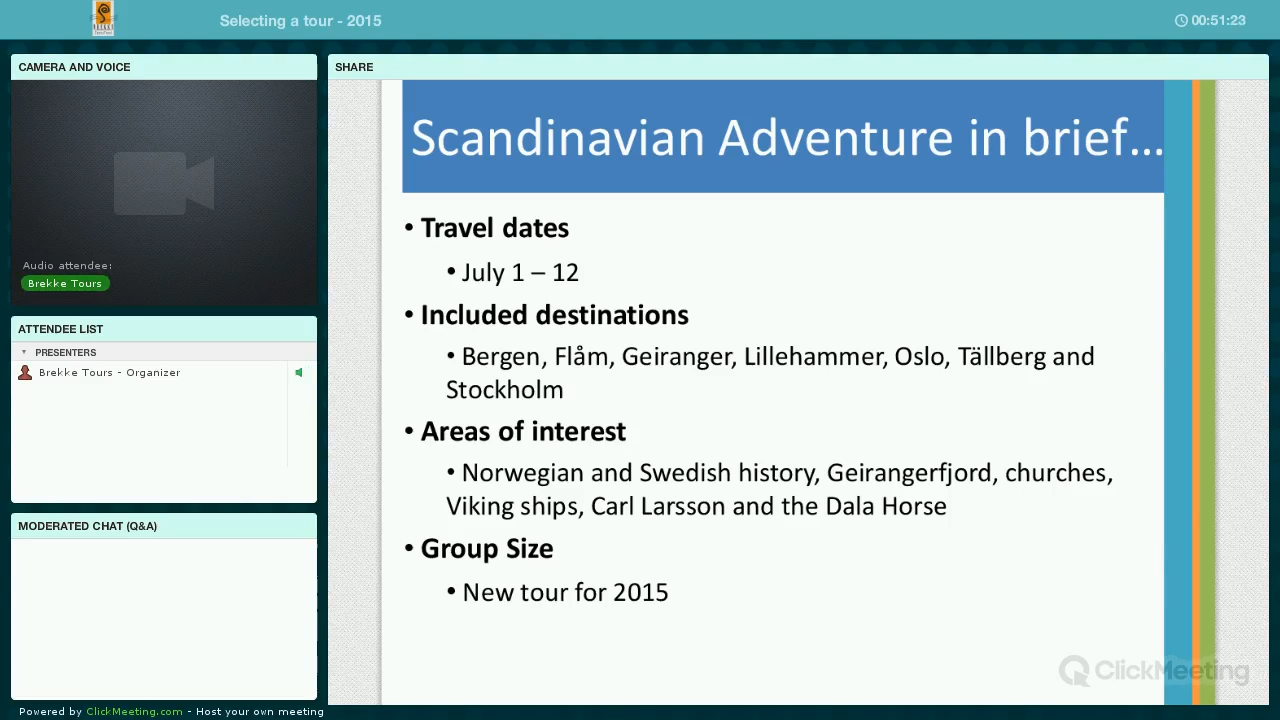 Selecting a tour - 2015
00:51:23
CAMERA AND VOICE
Audio attendee:
Brekke Tours
ATTENDEE LIST
PRESENTERS
Brekke Tours - Organizer
MODERATED CHAT (Q&A)
Powered by ClickMeeting.com - Host your own meeting
SHARE
Scandinavian Adventure in brief...
• Travel dates
• July 1 – 12
• Included destinations
• Bergen, Flåm, Geiranger, Lillehammer, Oslo, Tällberg and
Stockholm
• Areas of interest
• Norwegian and Swedish history, Geirangerfjord, churches,
Viking ships, Carl Larsson and the Dala Horse
• Group Size
• New tour for 2015
ClickMeeting